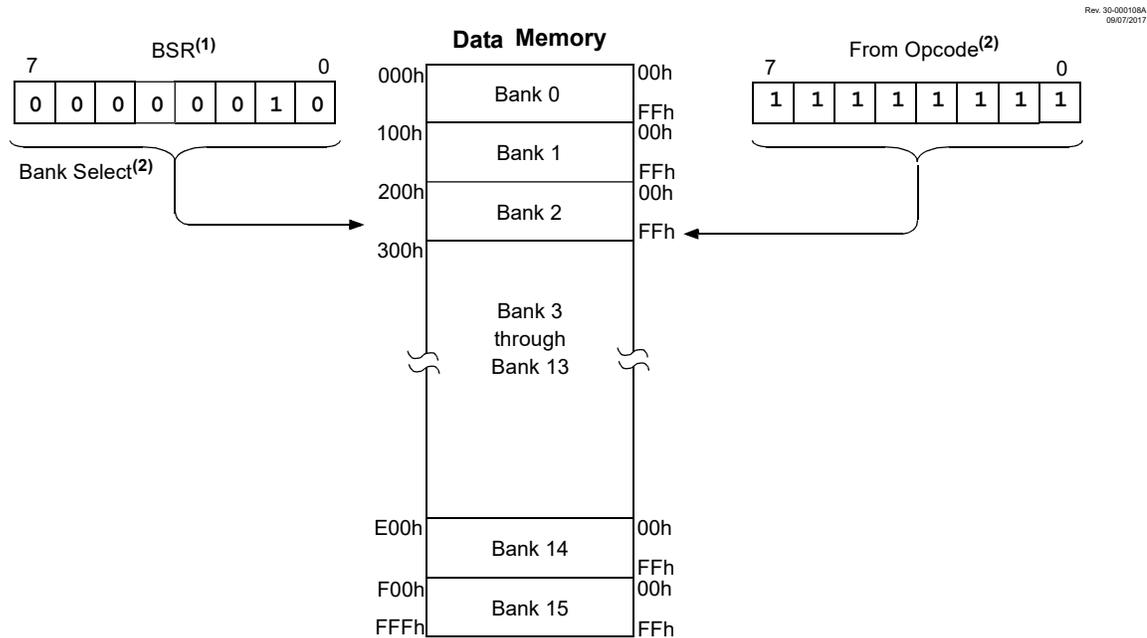 Rev. 30-000108A
09/07/2017
Data Memory
BSR(1)
7 0
0 0 0 0 0 0 1 0
Bank Select(2)
From Opcode(2)
7 0
1 1 1 1 1 1 1 1
000h Bank 0 00h
FFh
100h Bank 1 00h
FFh
200h Bank 2 00h
FFh
300h
Bank 3
through
Bank 13
E00h Bank 14 00h
FFh
F00h Bank 15 00h
FFFh FFh